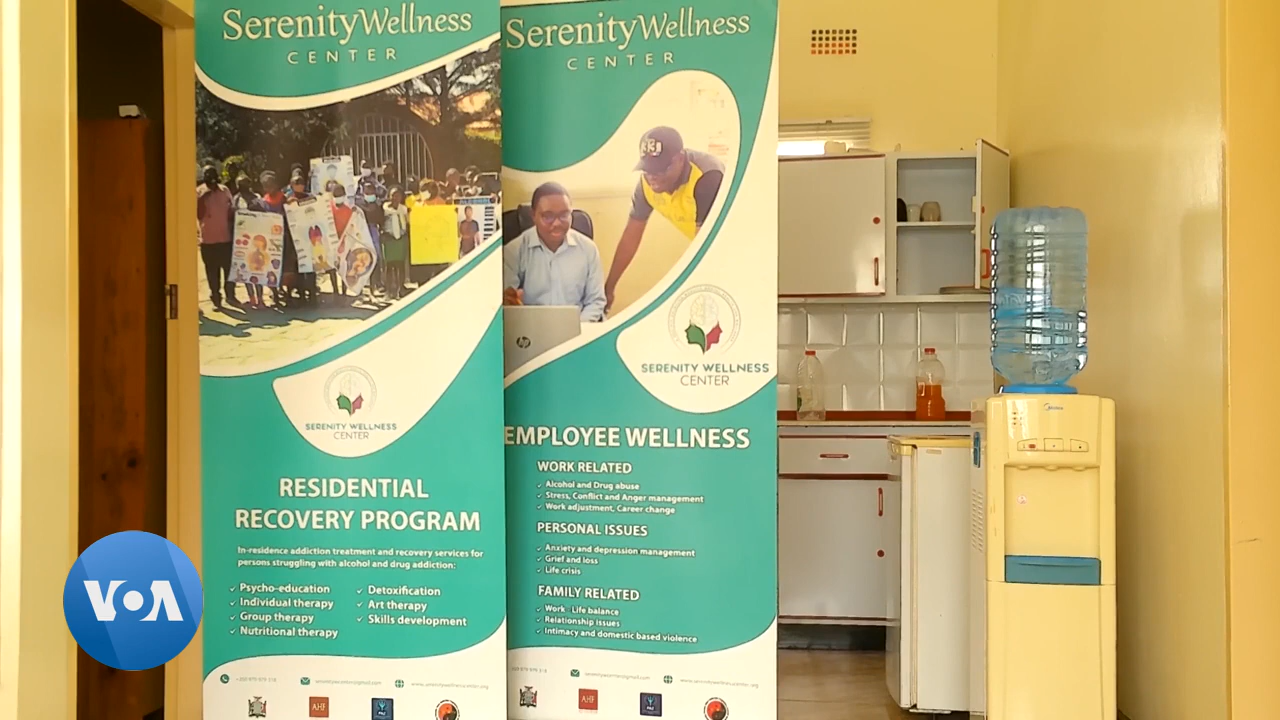 SerenityWellness
CENTER
SERENITY WELLNESS
CENTER
RESIDENTIAL
RECOVERY PROGRAM
In-residence addiction treatment and recovery services for
persons struggling with alcohol and drug addiction:
Psycho-education
Individual therapy
Group therapy
Nutritional therapy
Detoxification
Art therapy
Skills development
SerenityWellness
CENTER
hp
SERENITY WELLNESS
CENTER
EMPLOYEE WELLNESS
WORK RELATED
Alcohol and Drug abuse
Stress, Conflict and Anger management
Work adjustment, Career change
PERSONAL ISSUES
Anxiety and depression management
Grief and loss
Life crisis
FAMILY RELATED
Work - Life balance
Relationship issues
Intimacy and domestic based violence
AHF
Midea
VOA